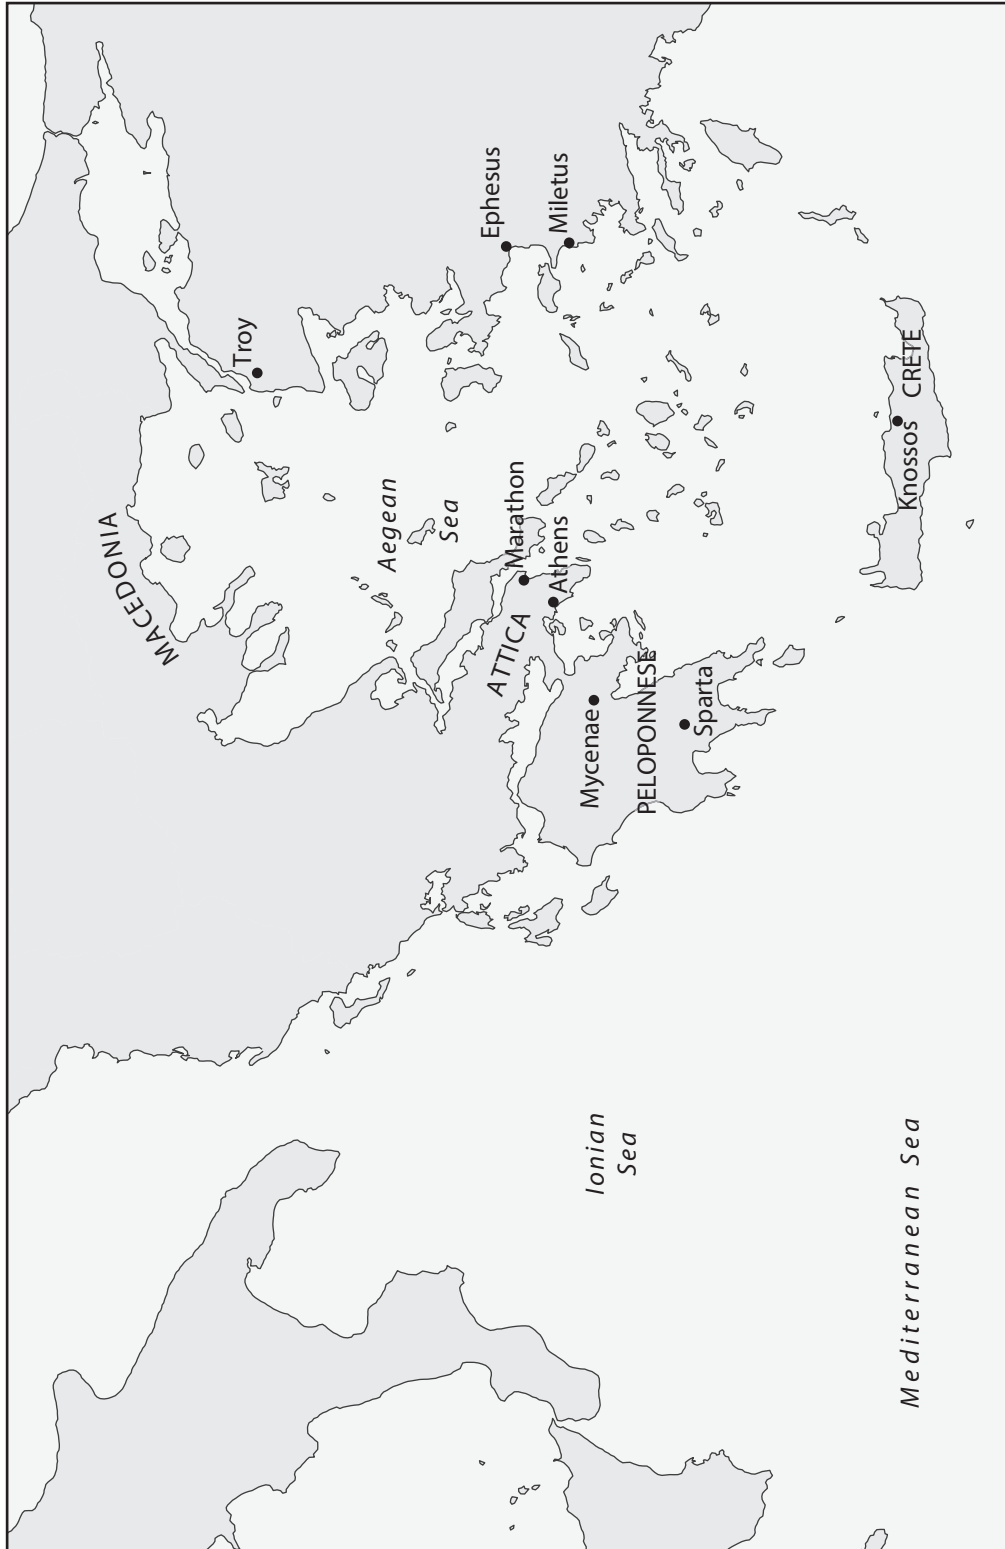 MACEDONIA
Troy
Aegean
Sea
Ephesus
Miletus
Marathon
Athens
ATTICA
Mycenae
PELOPONNESE
Sparta
Knossos
CRETE
Ionian
Sea
Mediterranean Sea